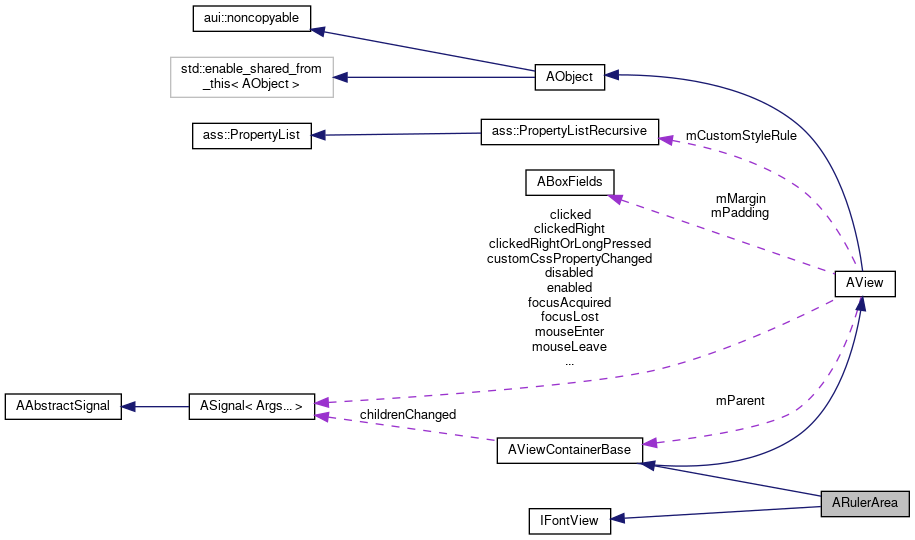 aui::noncopyable
std::enable_shared_from
_this< AObject >
AObject
ass::PropertyList
ass::PropertyListRecursive
mCustomStyleRule
ABoxFields
mMargin
mPadding
clicked
clickedRight
clickedRightOrLongPressed
customCssPropertyChanged
disabled
enabled
focusAcquired
focusLost
mouseEnter
mouseLeave
...
AView
AAbstractSignal
ASignal< Args... >
childrenChanged
mParent
AViewContainerBase
ARulerArea
IFontView